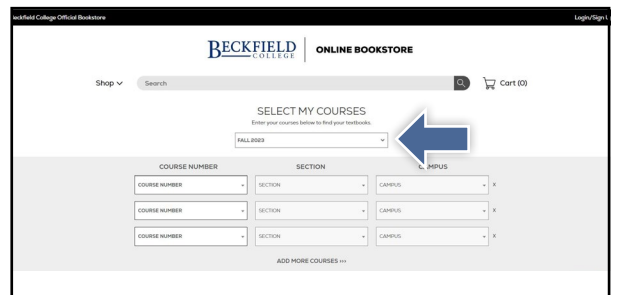 eckfield College Official Bookstore
Login/Sign U
BECKFIELD
COLLEGE
ONLINE BOOKSTORE
Shop
Search
Cart (0)
SELECT MY COURSES
Enter your courses below to find your textbooks.
FALL 2023
COURSE NUMBER SECTION CAMPUS
COURSE NUMBER SECTION CAMPUS X
COURSE NUMBER SECTION CAMPUS X
COURSE NUMBER SECTION CAMPUS X
ADD MORE COURSES >>>